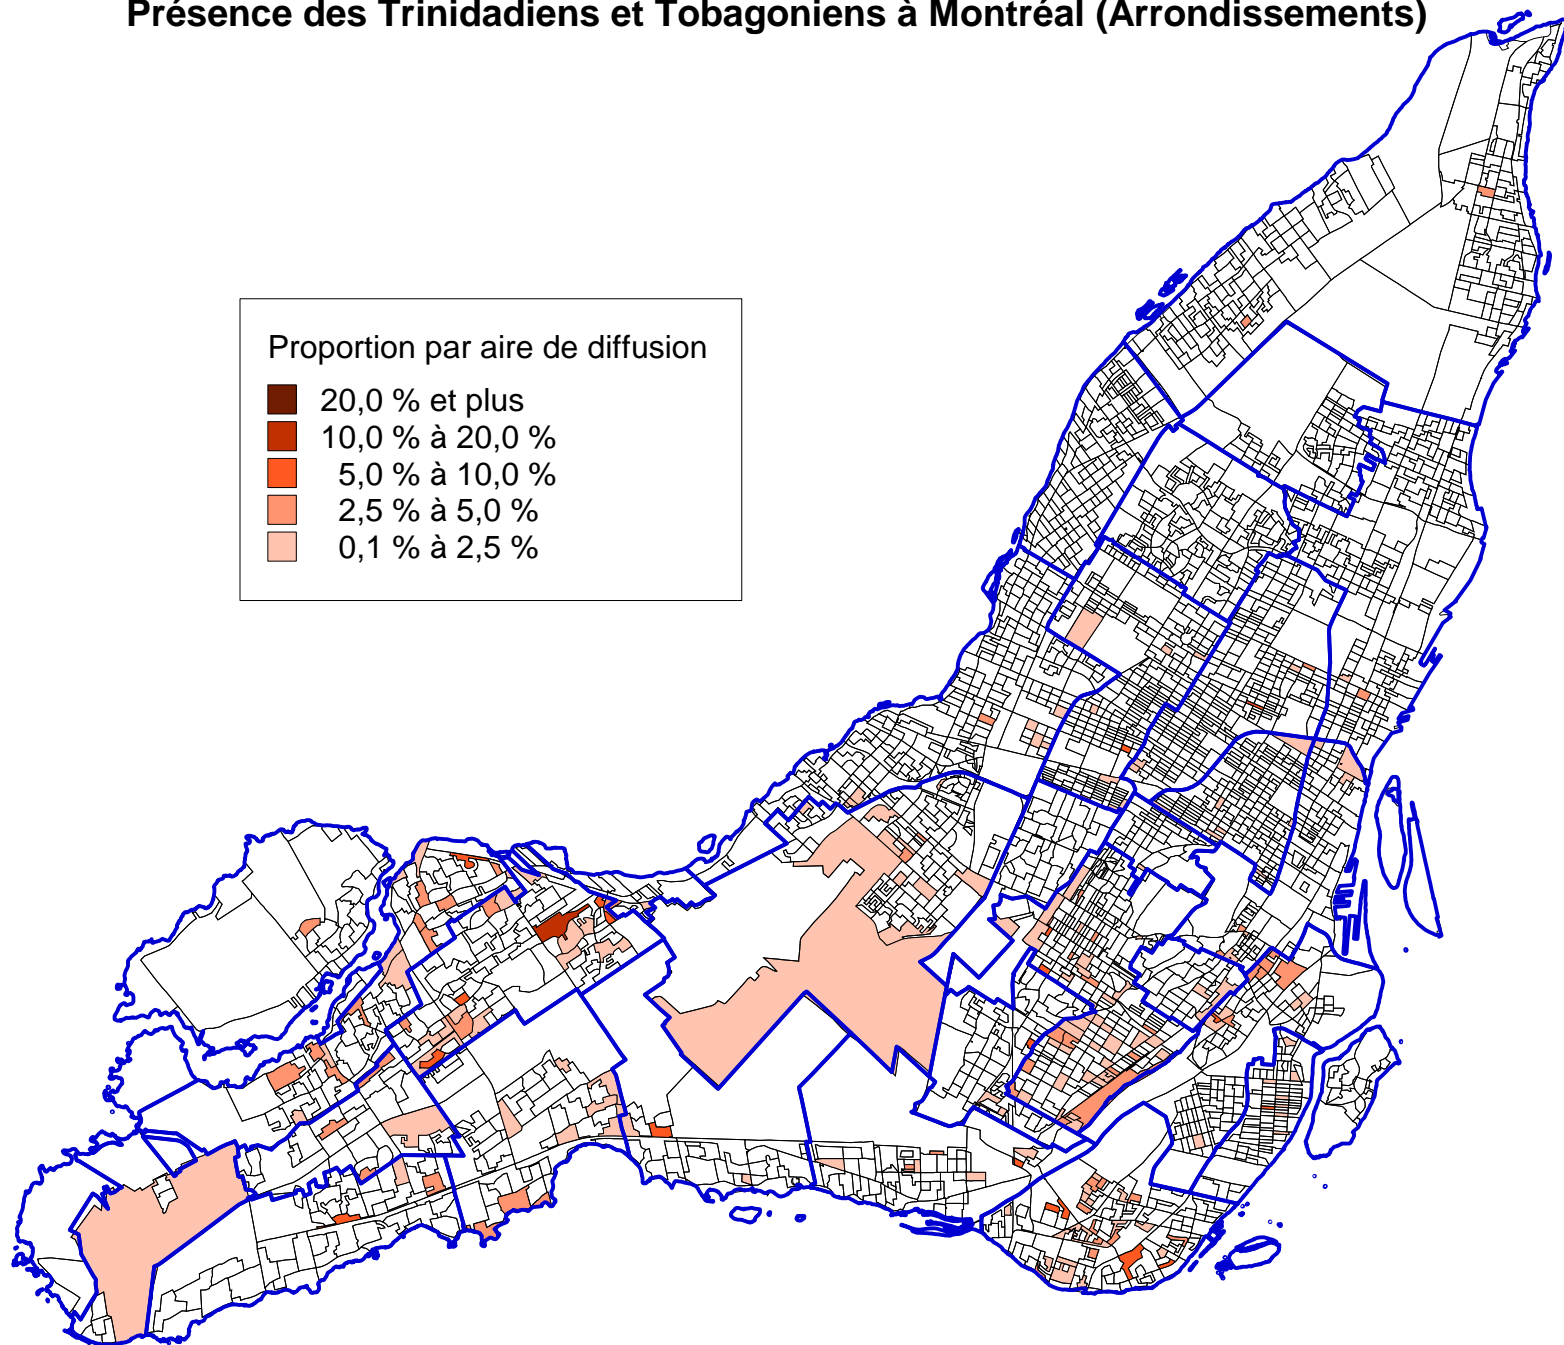 Présence des Trinidadiens et Tobagoniens à Montréal (Arrondissements)
Proportion par aire de diffusion
20,0 % et plus
10,0 % à 20,0 %
5,0 % à 10,0 %
2,5 % à 5,0 %
0,1 % à 2,5 %